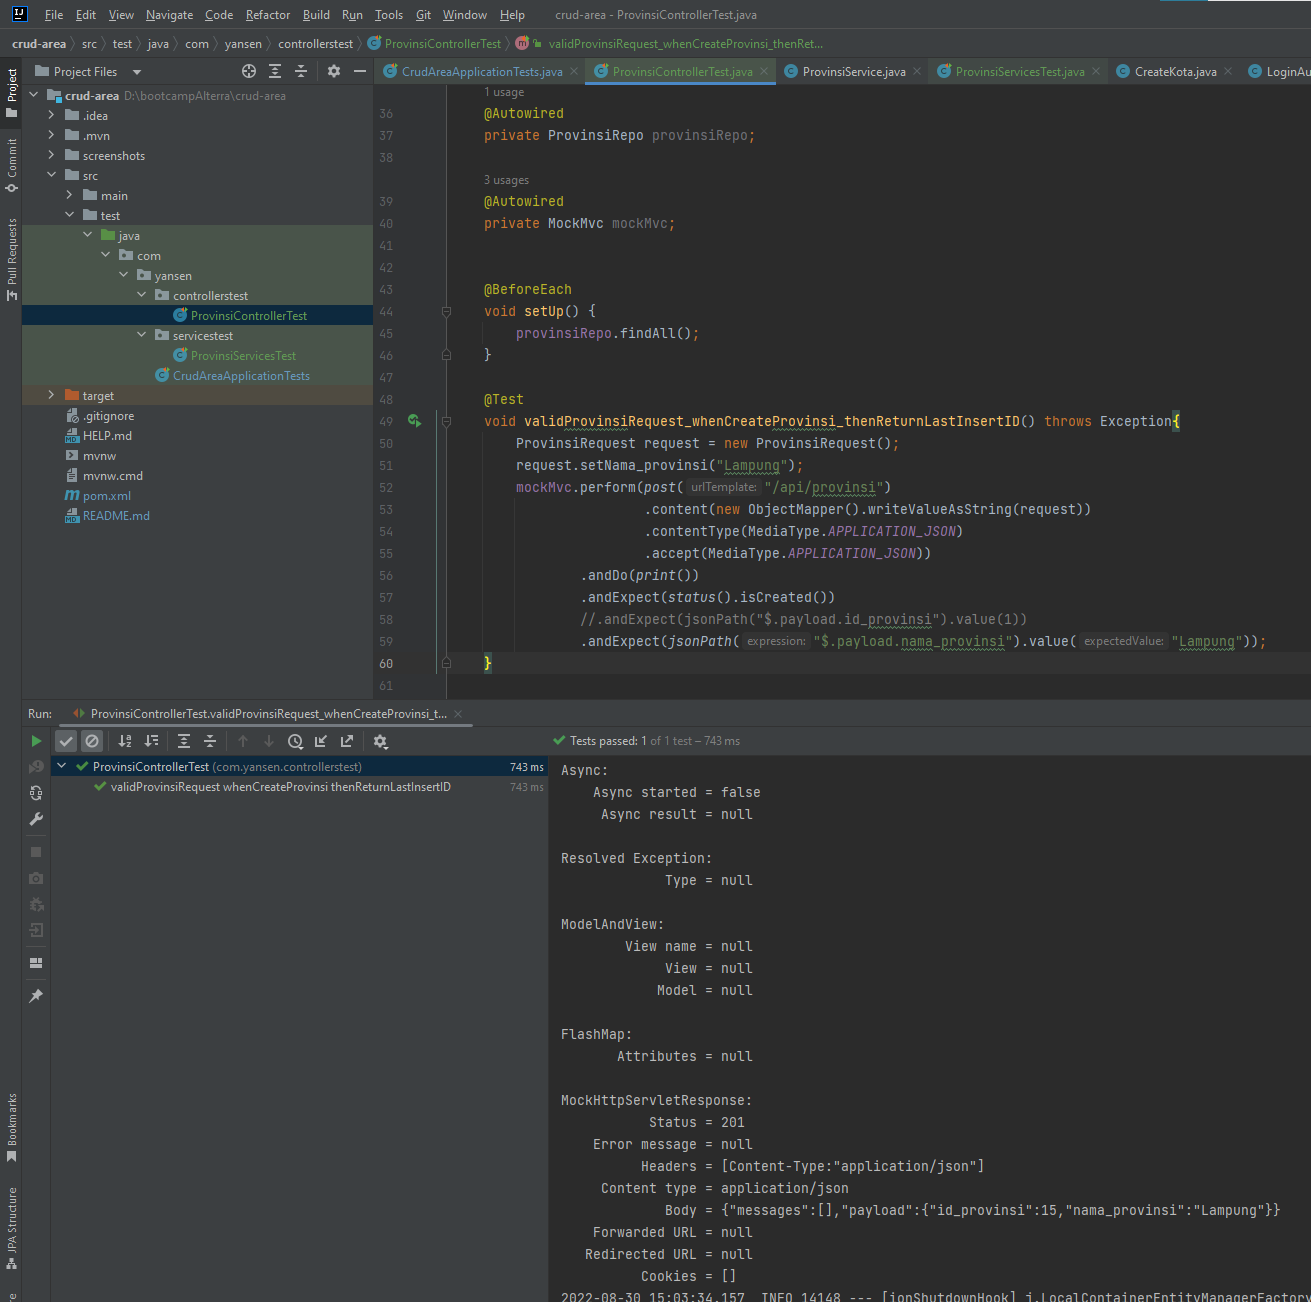 File Edit View Navigate Code Refactor Build Run Tools Git Window Help crud-area - ProvinsiControllerTest.java
crud-area src test java com yansen controllerstest ProvinsiControllerTest validProvinsiRequest_whenCreateProvinsi_thenRet...
Project Files
CrudAreaApplicationTests.java ProvinsiControllerTest.java ProvinsiService.java ProvinsiServicesTest.java CreateKota.java LoginAu
Project
Commit
Pull Requests
crud-area D:\bootcampAlterra\crud-area
.idea
.mvn
screenshots
src
main
test
java
com
yansen
controllerstest
ProvinsiControllerTest
servicestest
ProvinsiServicesTest
CrudAreaApplicationTests
target
.gitignore
HELP.md
mvnw
mvnw.cmd
pom.xml
README.md
1 usage
36 @Autowired
37 private ProvinsiRepo provinsiRepo;
38
3 usages
39 @Autowired
40 private MockMvc mockMvc;
41
42
43 @BeforeEach
44 void setUp() {
45 provinsiRepo.findAll();
46 }
47
48 @Test
49 void validProvinsiRequest_whenCreateProvinsi_thenReturnLastInsertID() throws Exception{
50 ProvinsiRequest request = new ProvinsiRequest();
51 request.setNama_provinsi("Lampung");
52 mockMvc.perform(post( urlTemplate: "/api/provinsi")
53 .content(new ObjectMapper().writeValueAsString(request))
54 .contentType(MediaType.APPLICATION_JSON)
55 .accept(MediaType.APPLICATION_JSON))
56 .andDo(print())
57 .andExpect(status().isCreated())
58 //.andExpect(jsonPath("$.payload.id_provinsi").value(1))
59 .andExpect(jsonPath( expression: "$.payload.nama_provinsi").value( expectedValue: "Lampung"));
60 }
61
Run: ProvinsiControllerTest.validProvinsiRequest_whenCreateProvinsi_t...
Tests passed: 1 of 1 test – 743 ms
ProvinsiControllerTest (com.yansen.controllerstest) 743 ms
validProvinsiRequest whenCreateProvinsi thenReturnLastInsertID 743 ms
Async:
Async started = false
Async result = null
Resolved Exception:
Type = null
ModelAndView:
View name = null
View = null
Model = null
FlashMap:
Attributes = null
MockHttpServletResponse:
Status = 201
Error message = null
Headers = [Content-Type:"application/json"]
Content type = application/json
Body = {"messages":[],"payload":{"id_provinsi":15,"nama_provinsi":"Lampung"}}
Forwarded URL = null
Redirected URL = null
Cookies = []
2022-08-30 15:03:34.157 INFO 14148 --- [ionShutdownHook] j.LocalContainerEntityManagerFactory
Bookmarks
JPA Structure